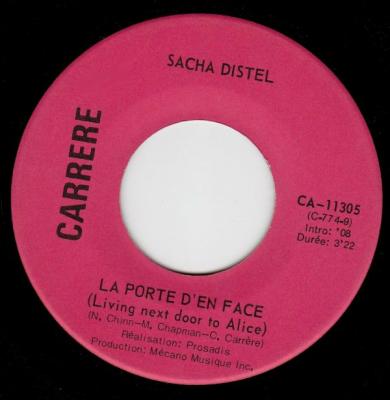 SACHA DISTEL
CARRERE
CA-11305
(C-774-9)
Intro: '08
Durée: 3'22
LA PORTE D'EN FACE
(Living next door to Alice)
(N. Chinn-M. Chapman-C. Carrère)
Réalisation: Prosadis
Production: Mécano Musique Inc.